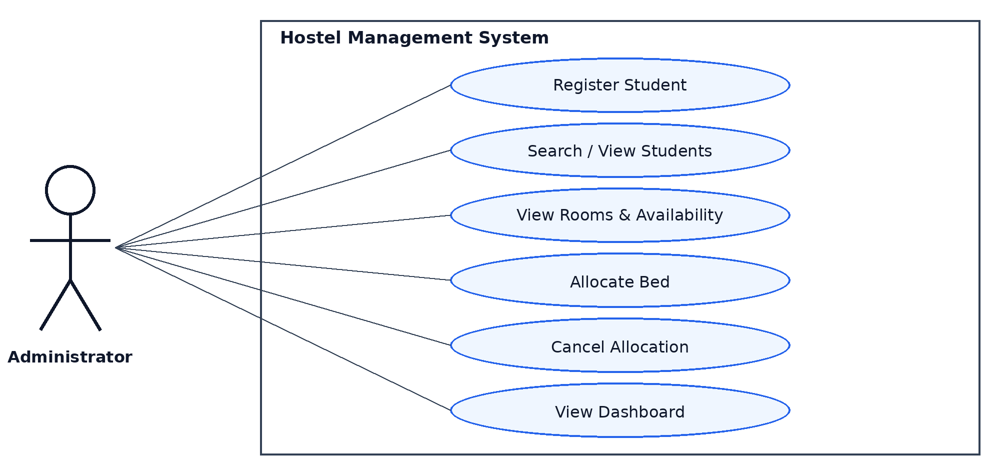 Hostel Management System
Register Student
Search / View Students
View Rooms & Availability
Allocate Bed
Cancel Allocation
View Dashboard
Administrator